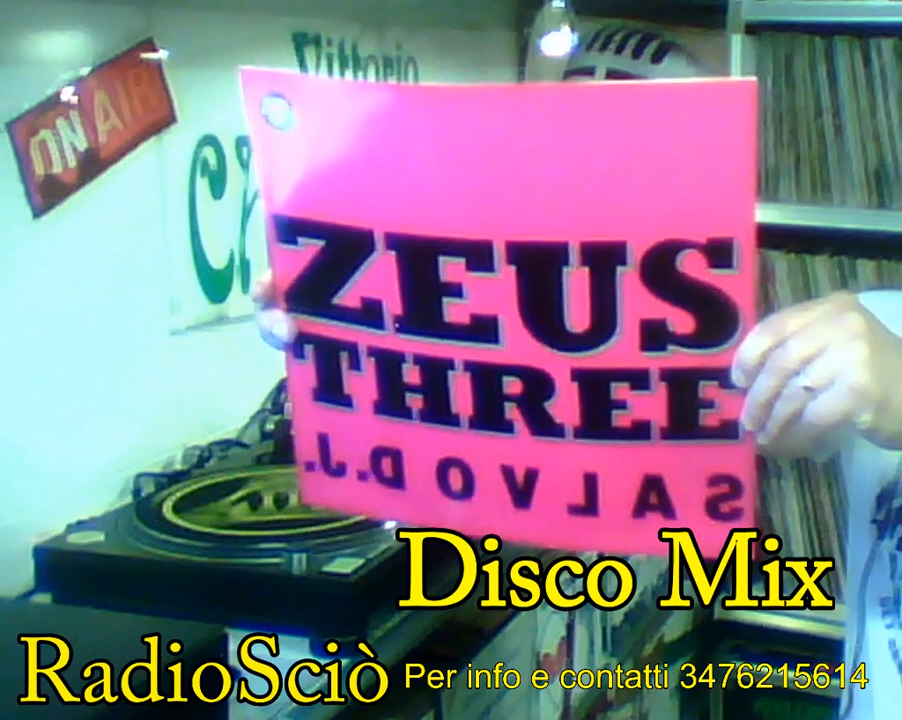 ON AIR
Vittorio
ZEUS
THREE
SALVO D.J.
Disco Mix
RadioSciò
Per info e contatti 3476215614